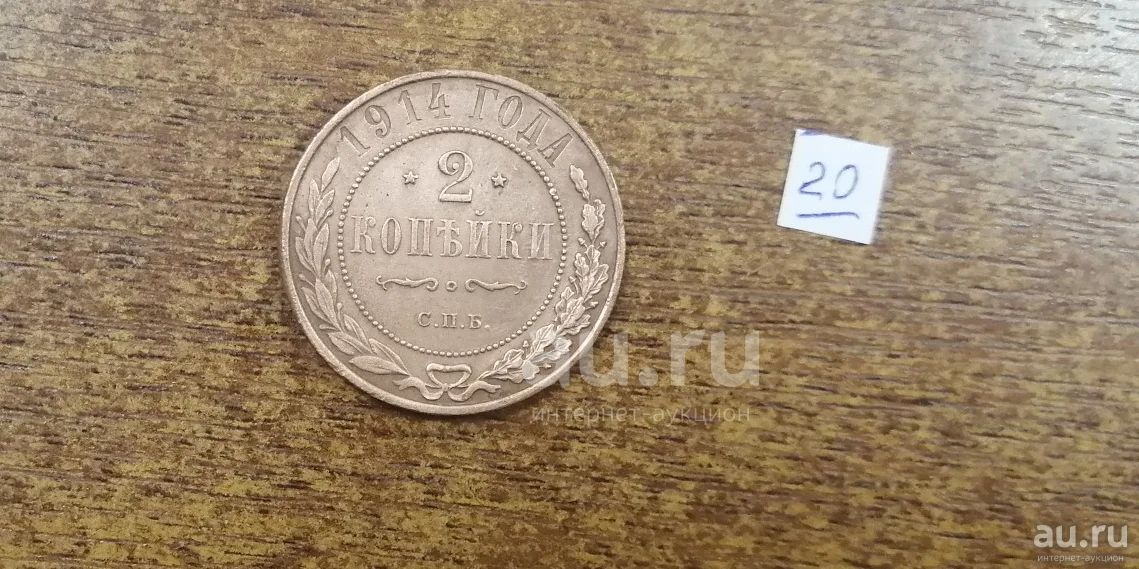 1914 ГОДА
2
КОПѢЙКИ
С.П.Б.
20
au.ru
интернет-аукцион
au.ru
интернет-аукцион